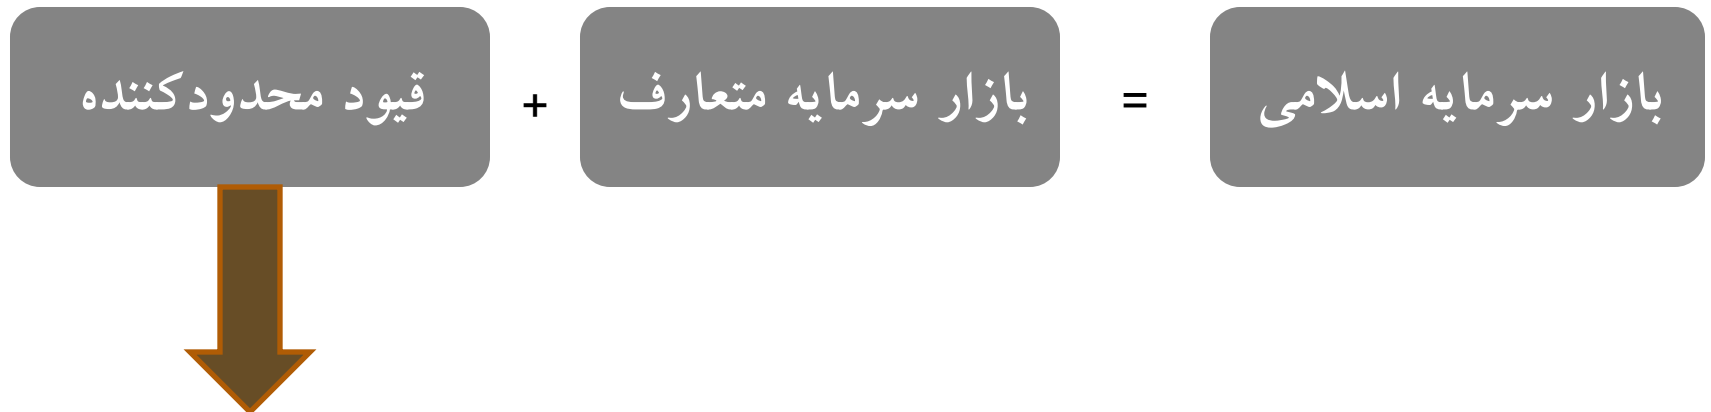 بازار سرمایه اسلامی = بازار سرمایه متعارف + قیود محدودکننده